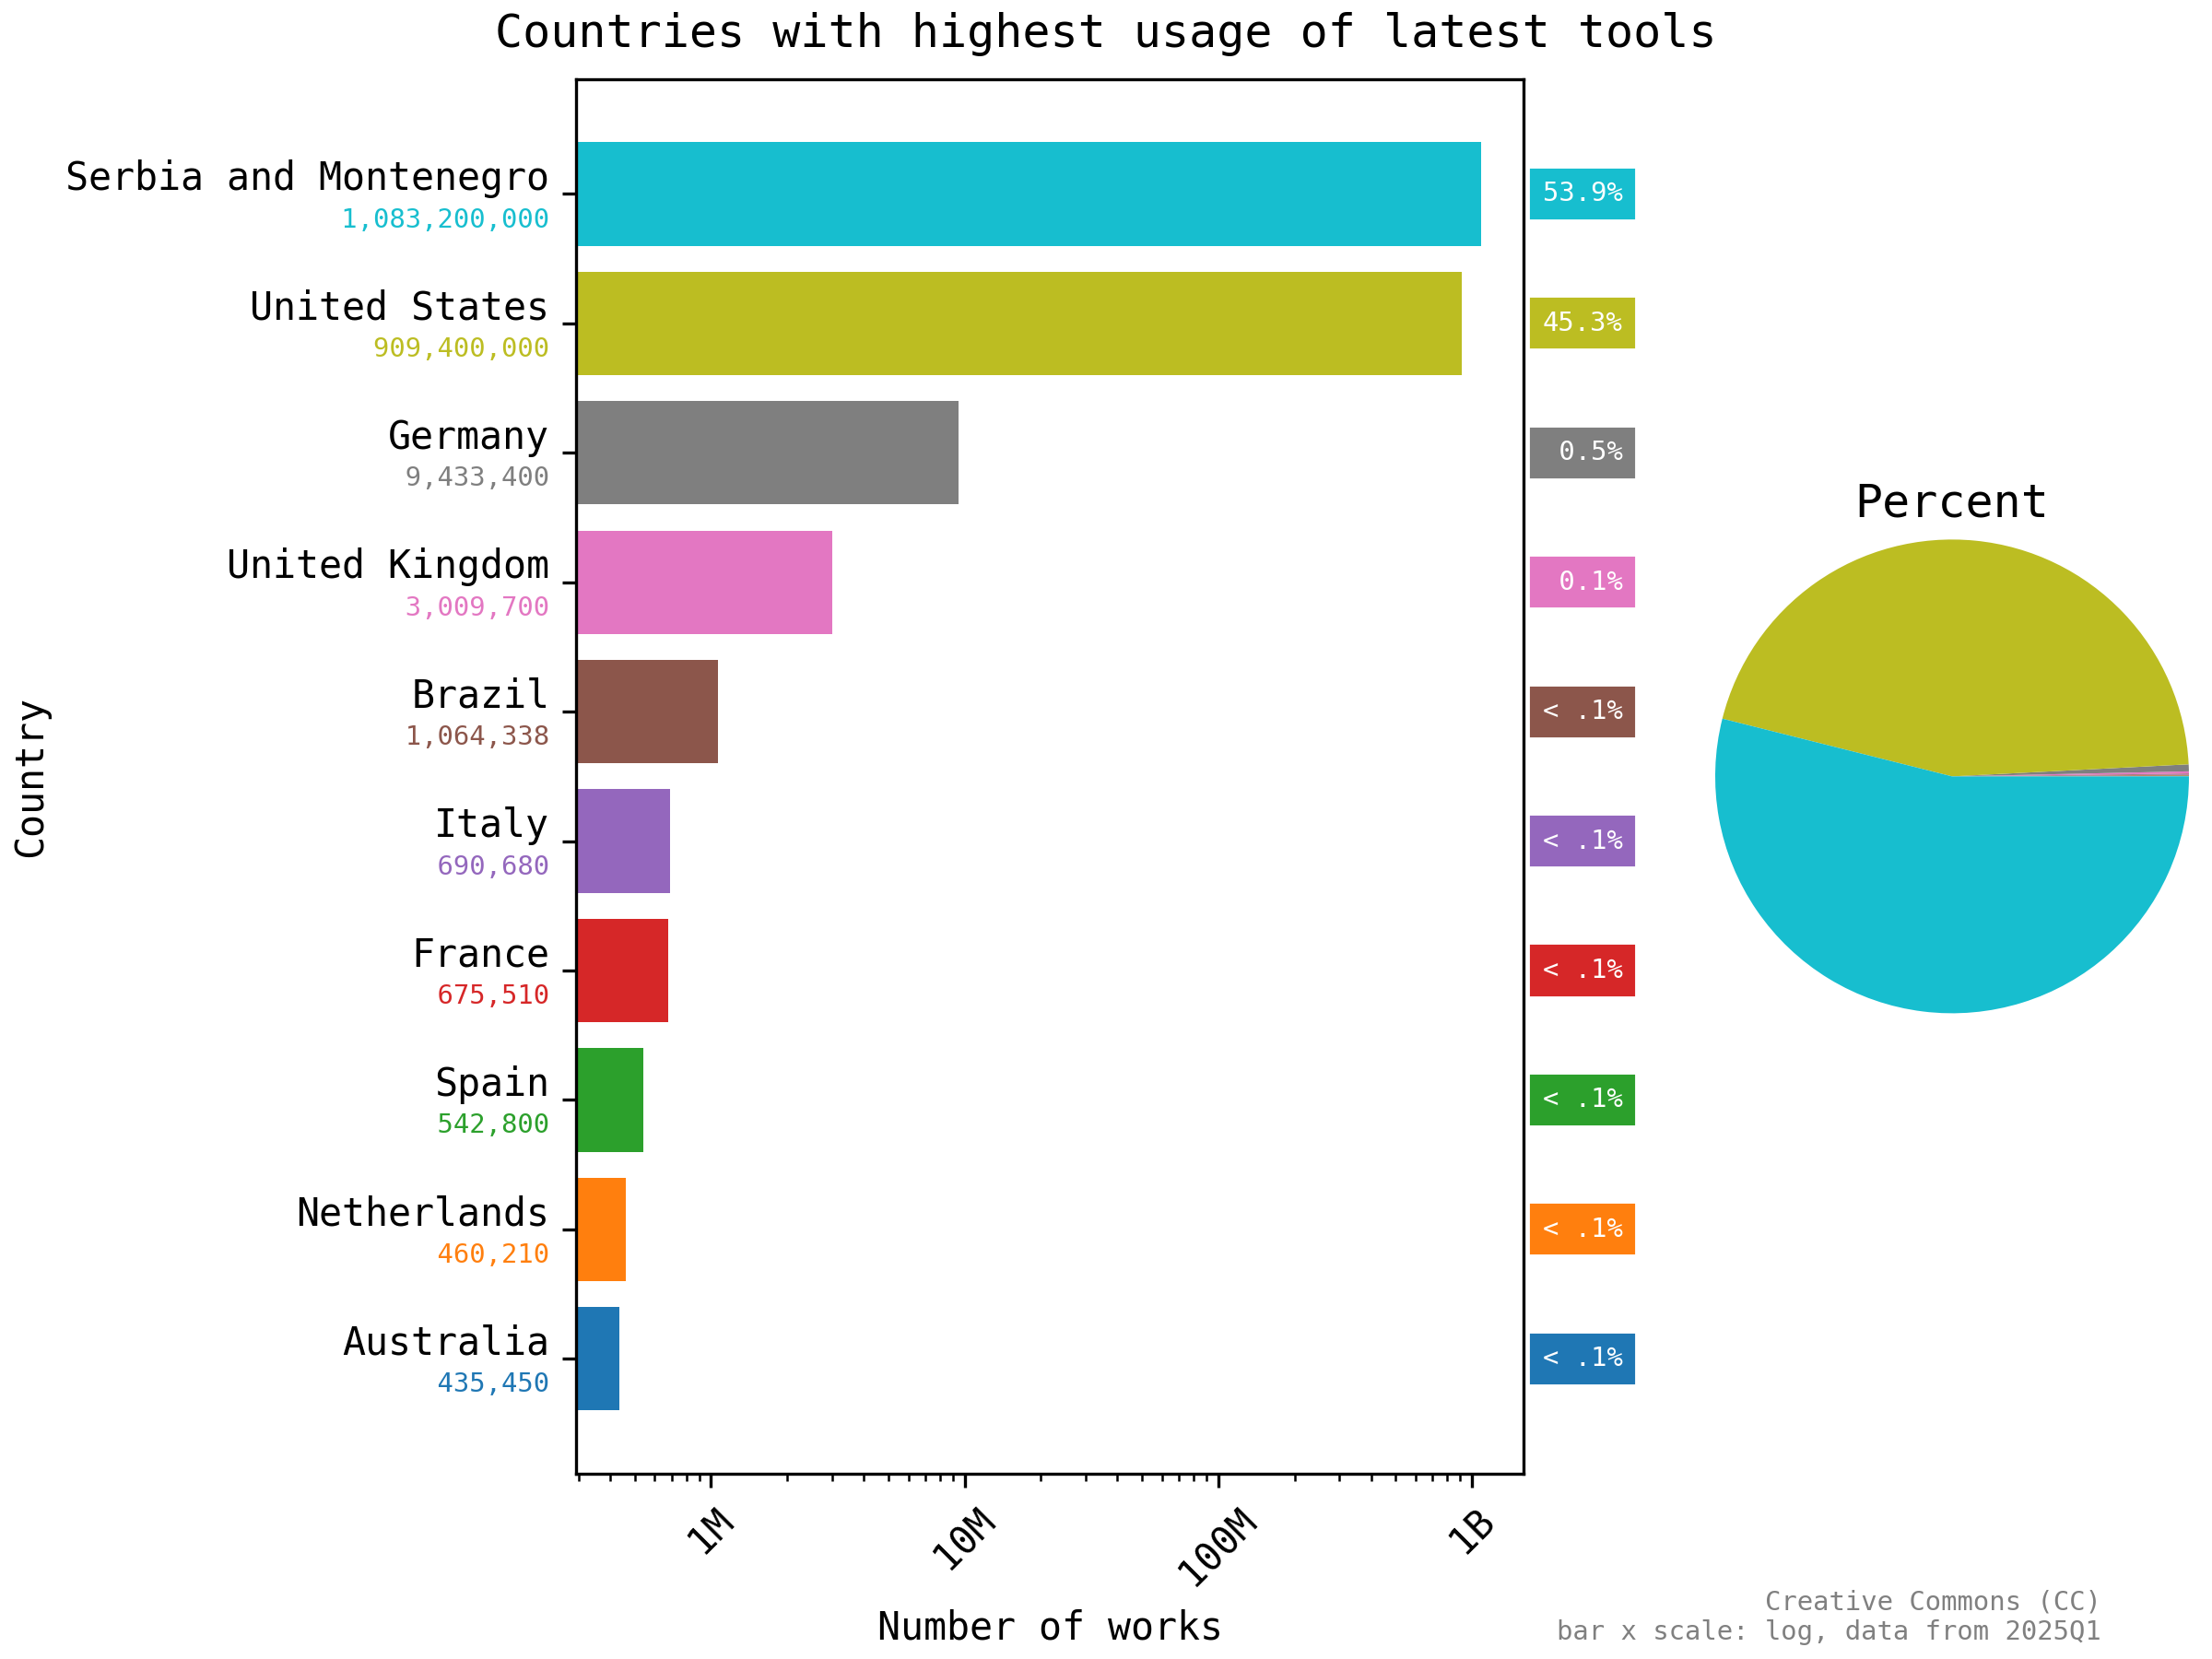 Countries with highest usage of latest tools
Serbia and Montenegro
1,083,200,000
53.9%
United States
909,400,000
45.3%
Germany
9,433,400
0.5%
United Kingdom
3,009,700
0.1%
Brazil
1,064,338
< .1%
Italy
690,680
< .1%
France
675,510
< .1%
Spain
542,800
< .1%
Netherlands
460,210
< .1%
Australia
435,450
< .1%
Country
1M
10M
100M
1B
Number of works
Percent
Creative Commons (CC)
bar x scale: log, data from 2025Q1